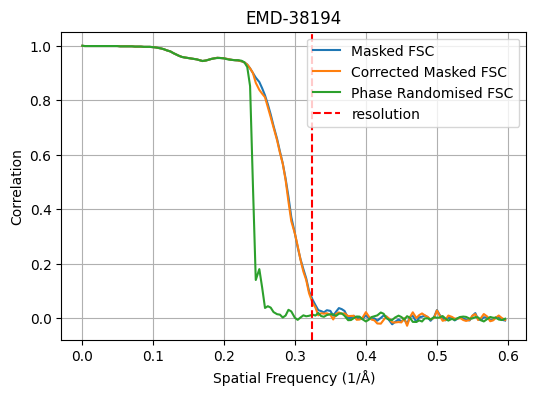 EMD-38194
Masked FSC
Corrected Masked FSC
Phase Randomised FSC
resolution
Correlation
1.0
0.8
0.6
0.4
0.2
0.0
0.0 0.1 0.2 0.3 0.4 0.5 0.6
Spatial Frequency (1/Å)